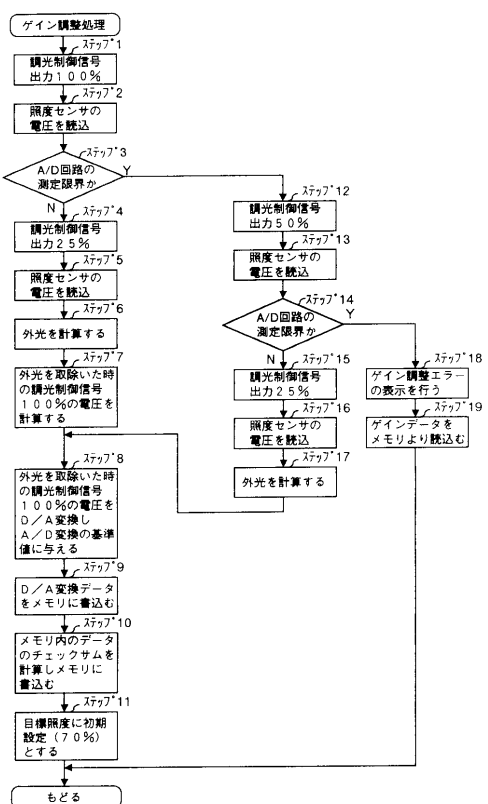 ゲイン調整処理
ステップ1
調光制御信号
出力100%
ステップ2
照度センサの
電圧を読込
ステップ3
A/D回路の
測定限界か
Y
N
ステップ4
調光制御信号
出力25%
ステップ5
照度センサの
電圧を読込
ステップ6
外光を計算する
ステップ7
外光を取除いた時
の調光制御信号
100%の電圧を
計算する
ステップ8
外光を取除いた時
の調光制御信号
100%の電圧を
D/A変換し
A/D変換の基準
値に与える
ステップ9
D/A変換データ
をメモリに書込む
ステップ10
メモリ内のデータ
のチェックサムを
計算しメモリに
書込む
ステップ11
目標照度に初期
設定(70%)
とする
もどる
ステップ12
調光制御信号
出力50%
ステップ13
照度センサの
電圧を読込
ステップ14
A/D回路の
測定限界か
Y
N
ステップ15
調光制御信号
出力25%
ステップ16
照度センサの
電圧を読込
ステップ17
外光を計算する
ステップ18
ゲイン調整エラー
の表示を行う
ステップ19
ゲインデータを
メモリより読込む